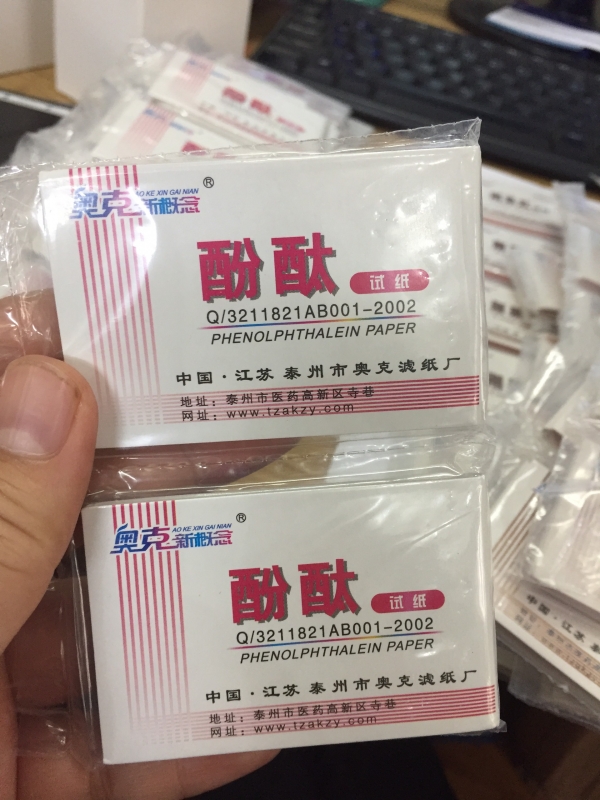 奥克新概念
AO KE XIN GAI NIAN
®
酚酞 试纸
Q/3211821AB001-2002
PHENOLPHTHALEIN PAPER
中国·江苏 泰州市奥克滤纸厂
地址：泰州市医药高新区寺巷
网址：www.tzakzy.com
奥克新概念
AO KE XIN GAI NIAN
®
酚酞 试纸
Q/3211821AB001-2002
PHENOLPHTHALEIN PAPER
中国·江苏 泰州市奥克滤纸厂
地址：泰州市医药高新区寺巷
网址：www.tzakzy.com